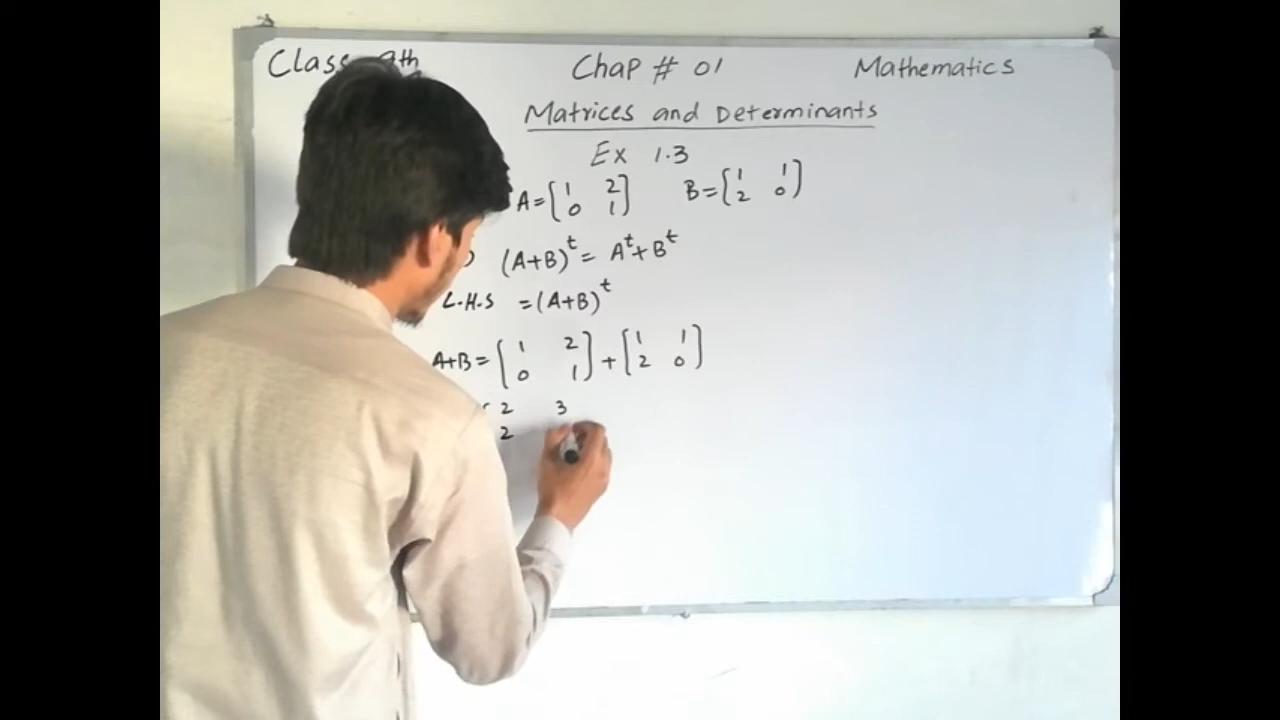 Class 9th Chap # 01 Mathematics
Matrices and Determinants
Ex 1.3
A = [1 2] B = [1 1]
[0 1] [2 0]
(A+B)^t = A^t + B^t
L.H.S = (A+B)^t
A+B = [1 2] + [1 1]
[0 1] [2 0]
2 3
2